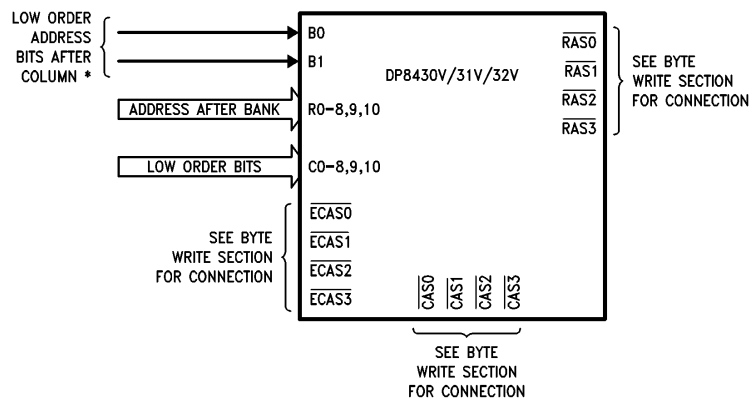 LOW ORDER
ADDRESS
BITS AFTER
COLUMN *
B0
B1
ADDRESS AFTER BANK
R0-8,9,10
LOW ORDER BITS
C0-8,9,10
SEE BYTE
WRITE SECTION
FOR CONNECTION
ECAS0
ECAS1
ECAS2
ECAS3
DP8430V/31V/32V
RAS0
RAS1
RAS2
RAS3
SEE BYTE
WRITE SECTION
FOR CONNECTION
CAS0
CAS1
CAS2
CAS3
SEE BYTE
WRITE SECTION
FOR CONNECTION